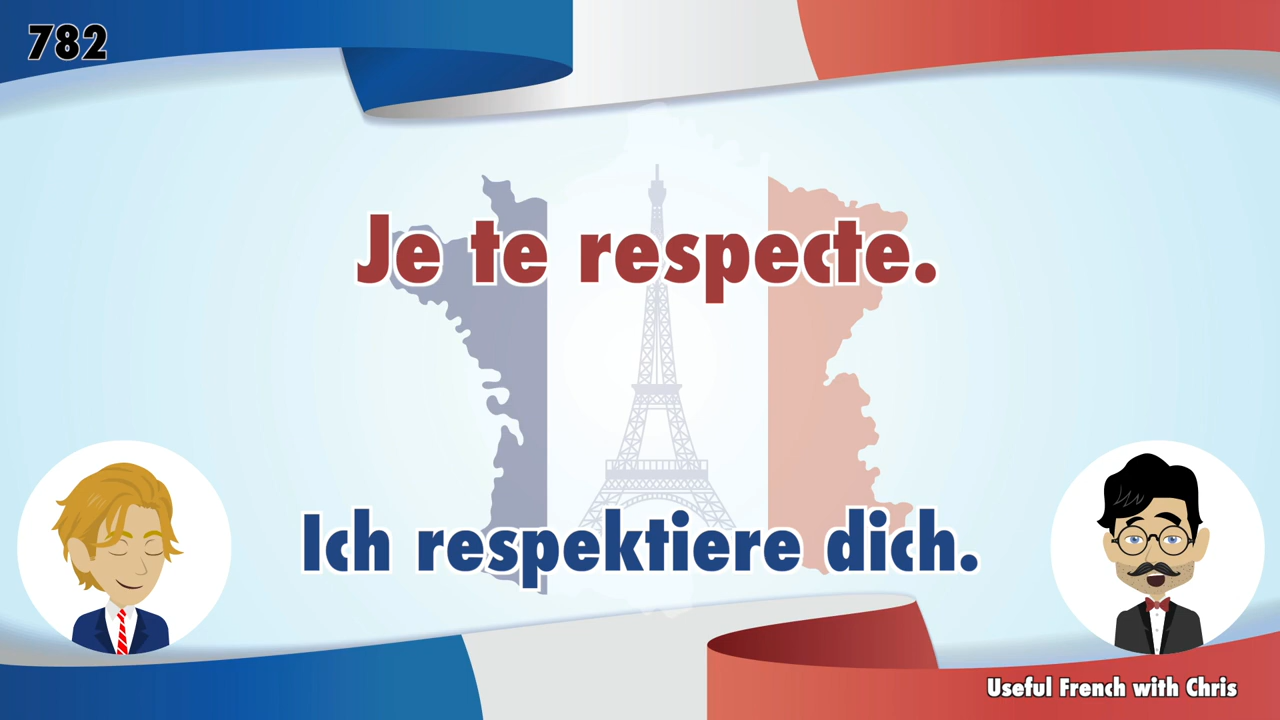 782
Je te respecte.
Ich respektiere dich.
Useful French with Chris